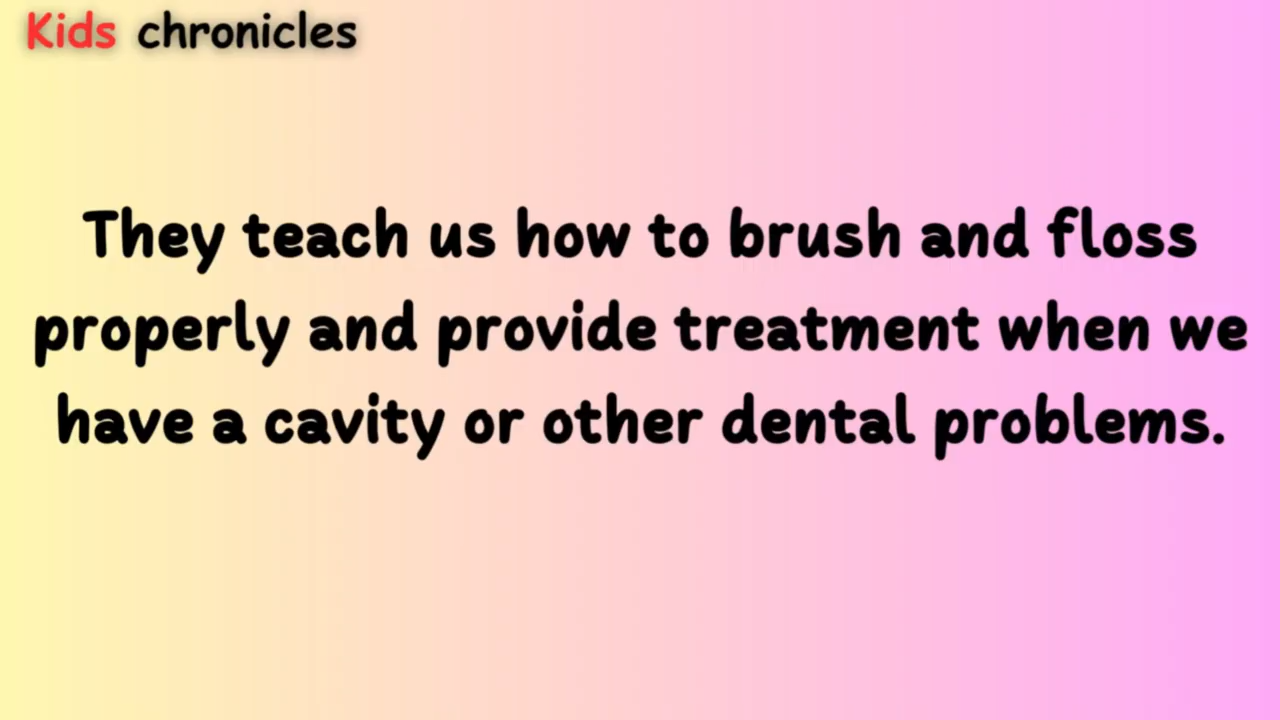 Kids chronicles
They teach us how to brush and floss
properly and provide treatment when we
have a cavity or other dental problems.